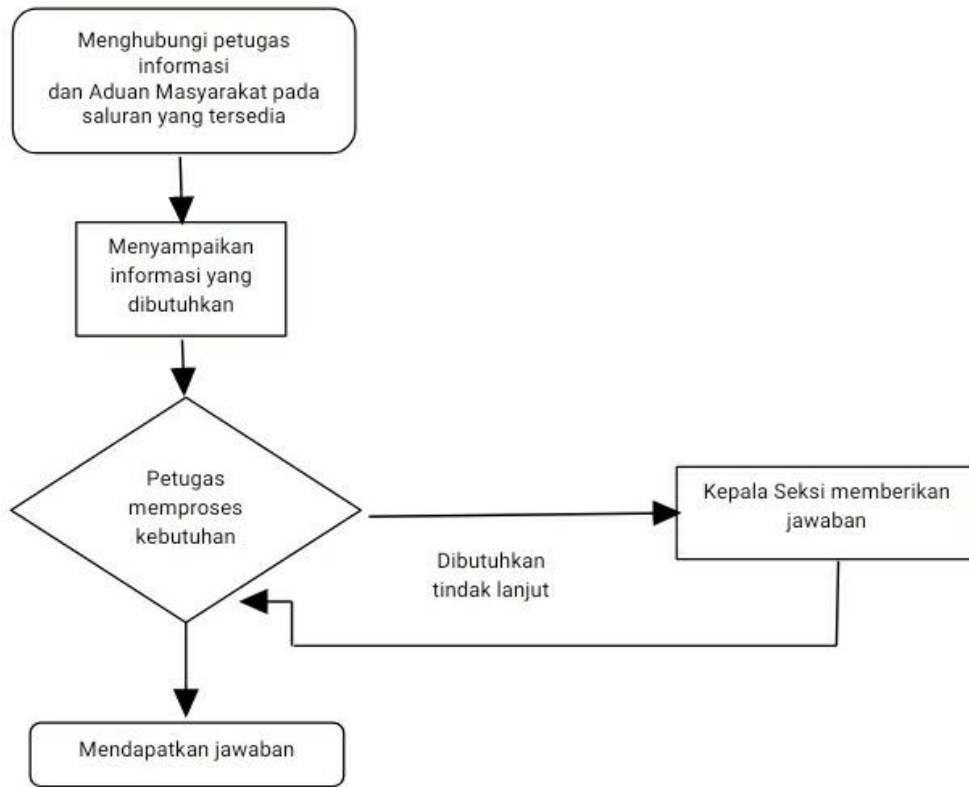 Menghubungi petugas
informasi
dan Aduan Masyarakat pada
saluran yang tersedia
Menyampaikan
informasi yang
dibutuhkan
Petugas
memproses
kebutuhan
Kepala Seksi memberikan
jawaban
Dibutuhkan
tindak lanjut
Mendapatkan jawaban